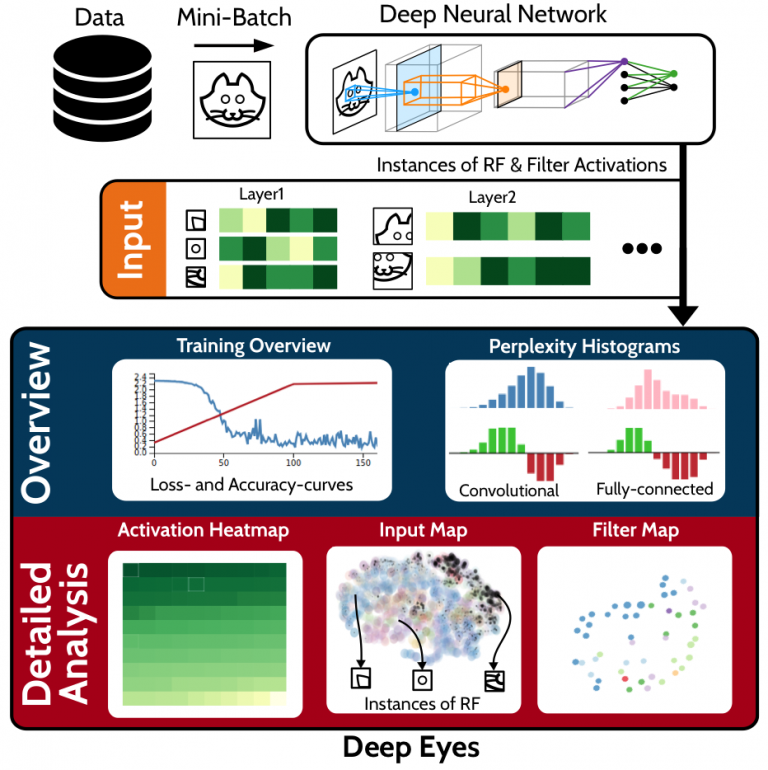 Data
Mini-Batch
Deep Neural Network
Instances of RF & Filter Activations
Input
Layer1
Layer2
Overview
Training Overview
2.4
2.2
2.0
1.8
1.6
1.4
1.2
1.0
0.8
0.6
0.4
0.2
0.0
0
50
100
150
Loss- and Accuracy-curves
Perplexity Histograms
Convolutional
Fully-connected
Detailed
Analysis
Activation Heatmap
Input Map
Instances of RF
Filter Map
Deep Eyes